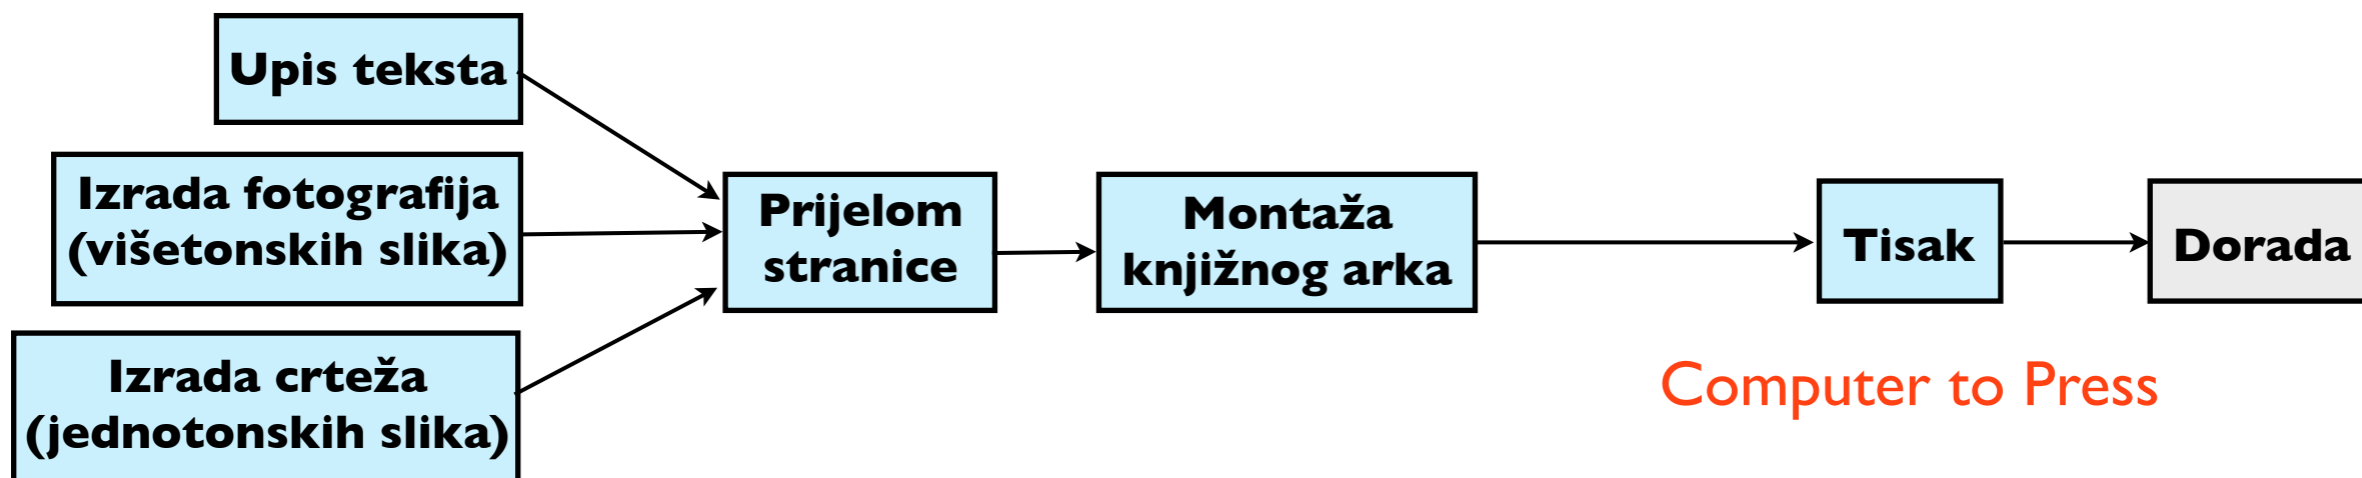 Upis teksta
Izrada fotografija
(višetonskih slika)
Izrada crteža
(jednotonskih slika)
Prijelom
stranice
Montaža
knjižnog arka
Tisak
Dorada
Computer to Press